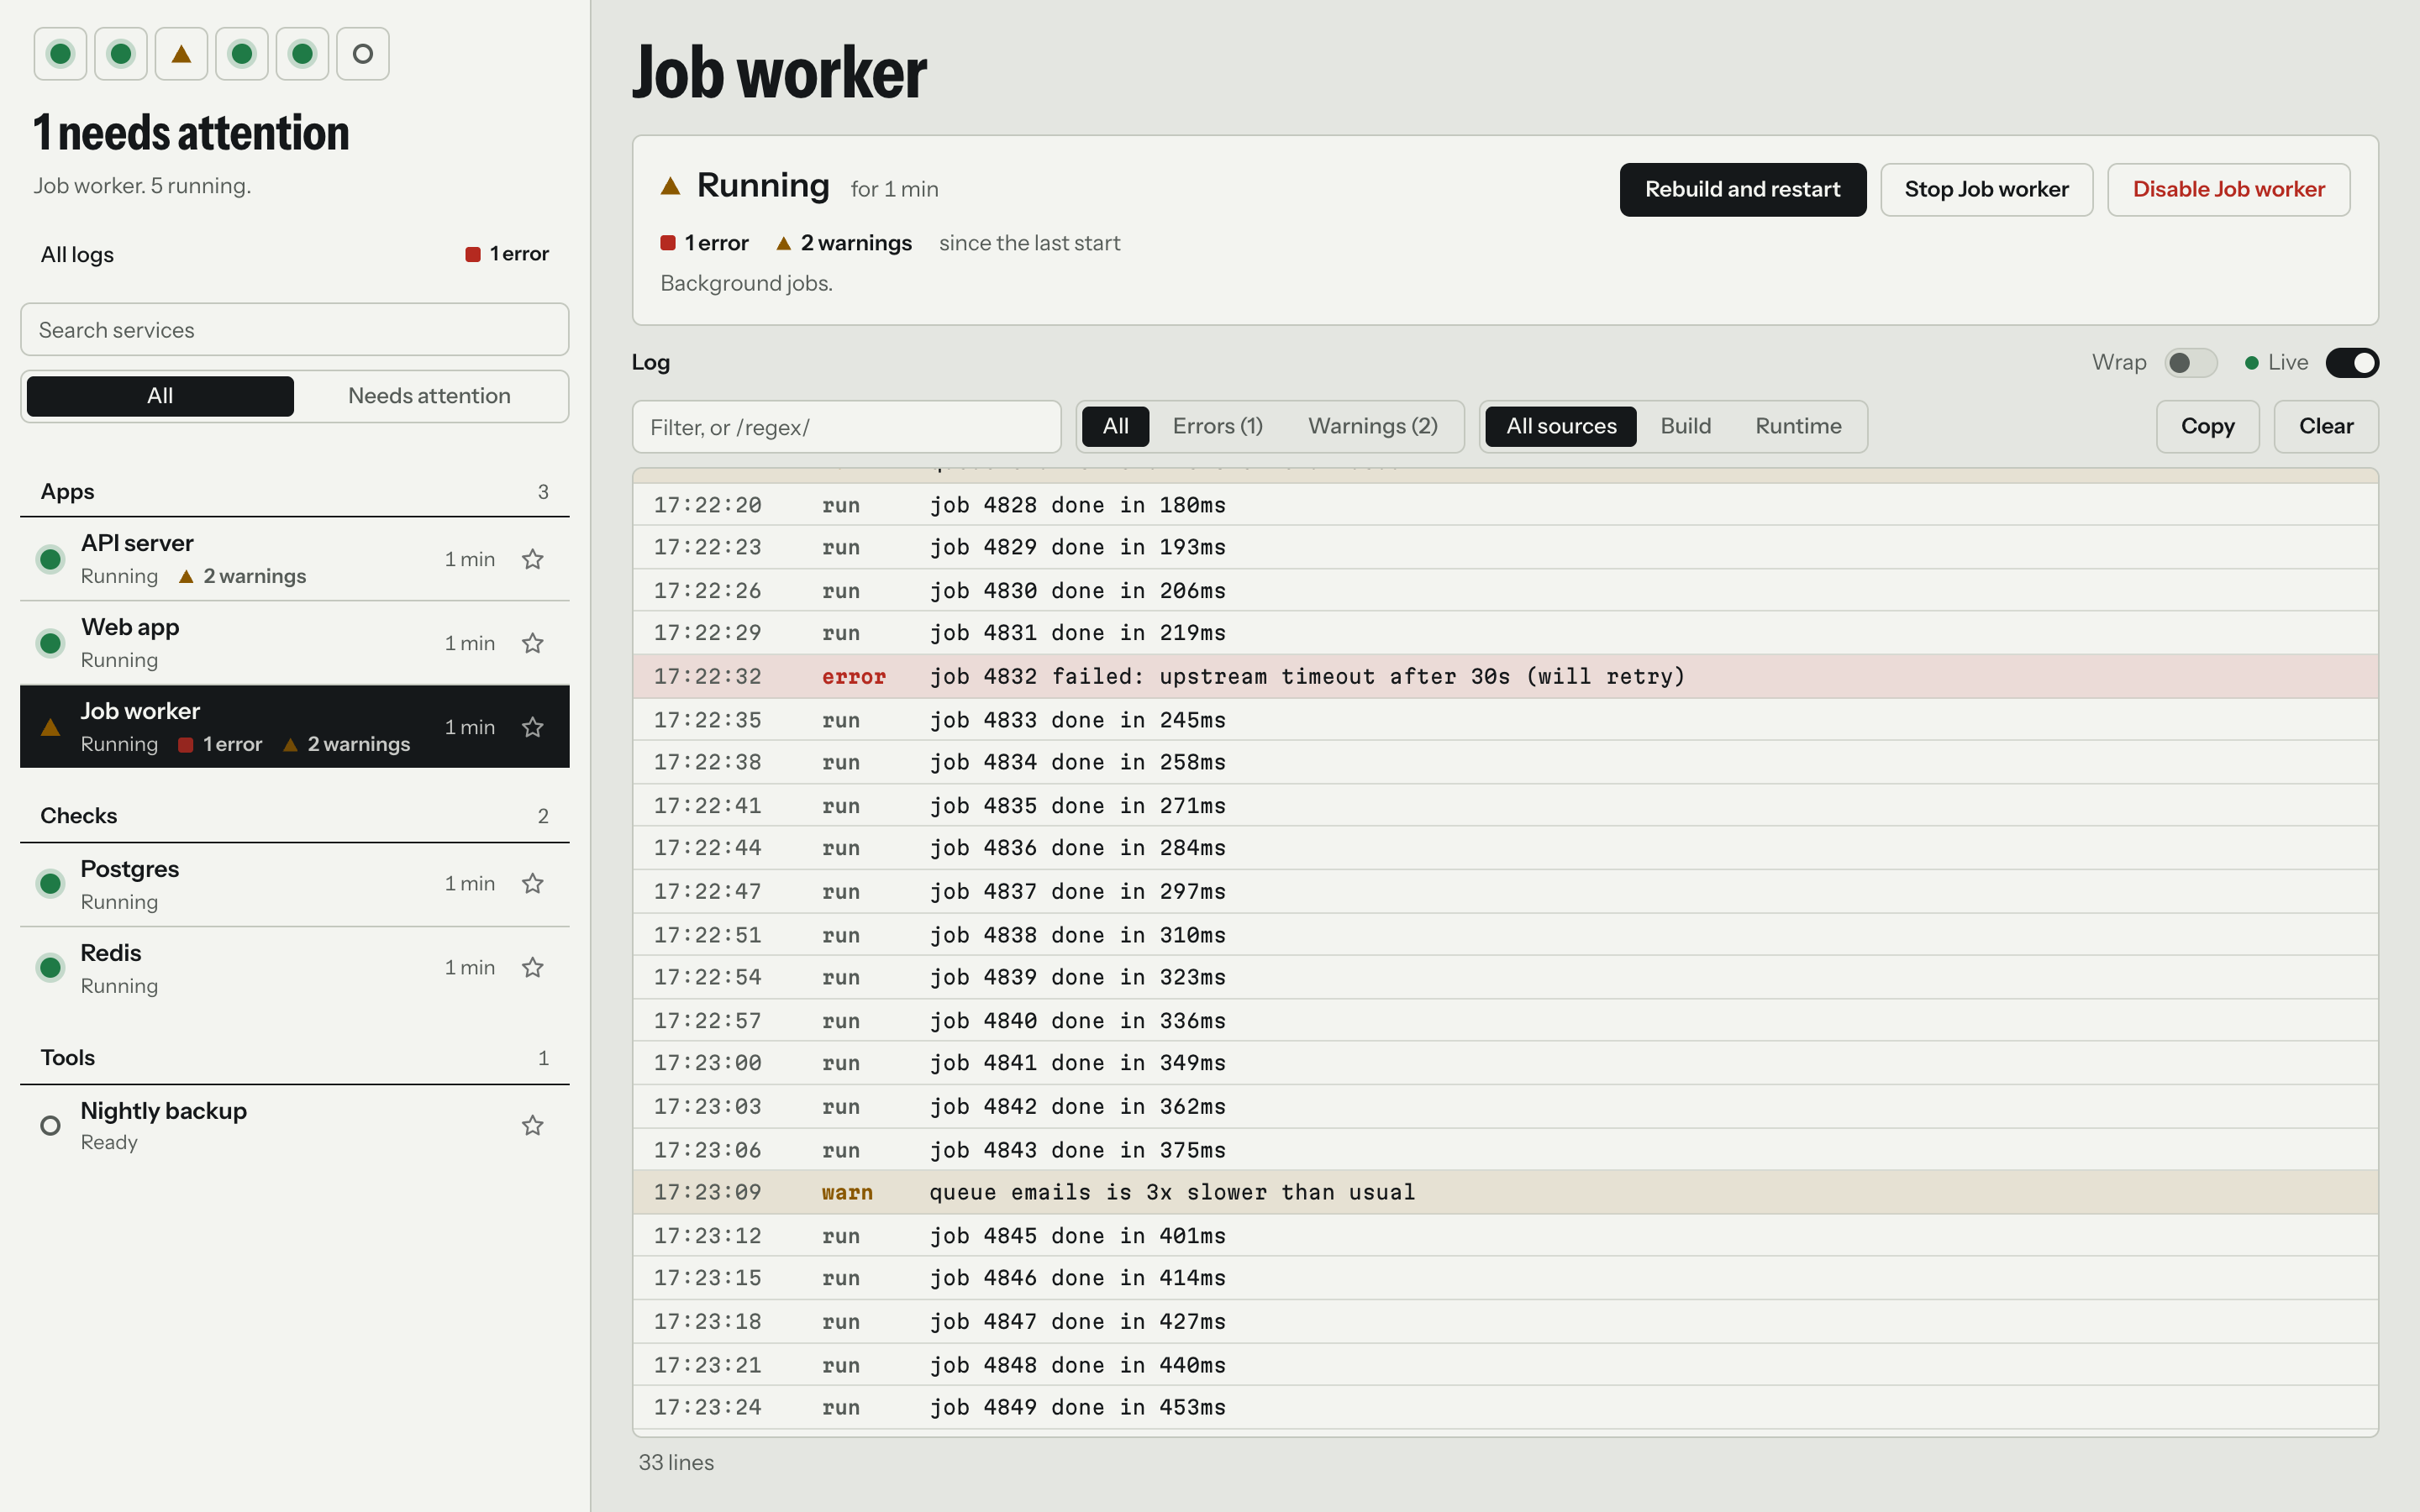 1 needs attention
Job worker. 5 running.
All logs 1 error
Search services
All Needs attention
Apps 3
API server
Running 2 warnings 1 min
Web app
Running 1 min
Job worker
Running 1 error 2 warnings 1 min
Checks 2
Postgres
Running 1 min
Redis
Running 1 min
Tools 1
Nightly backup
Ready
Job worker
Running for 1 min
Rebuild and restart Stop Job worker Disable Job worker
1 error 2 warnings since the last start
Background jobs.
Log Wrap Live
Filter, or /regex/ All Errors (1) Warnings (2) All sources Build Runtime Copy Clear
17:22:20 run job 4828 done in 180ms
17:22:23 run job 4829 done in 193ms
17:22:26 run job 4830 done in 206ms
17:22:29 run job 4831 done in 219ms
17:22:32 error job 4832 failed: upstream timeout after 30s (will retry)
17:22:35 run job 4833 done in 245ms
17:22:38 run job 4834 done in 258ms
17:22:41 run job 4835 done in 271ms
17:22:44 run job 4836 done in 284ms
17:22:47 run job 4837 done in 297ms
17:22:51 run job 4838 done in 310ms
17:22:54 run job 4839 done in 323ms
17:22:57 run job 4840 done in 336ms
17:23:00 run job 4841 done in 349ms
17:23:03 run job 4842 done in 362ms
17:23:06 run job 4843 done in 375ms
17:23:09 warn queue emails is 3x slower than usual
17:23:12 run job 4845 done in 401ms
17:23:15 run job 4846 done in 414ms
17:23:18 run job 4847 done in 427ms
17:23:21 run job 4848 done in 440ms
17:23:24 run job 4849 done in 453ms
33 lines